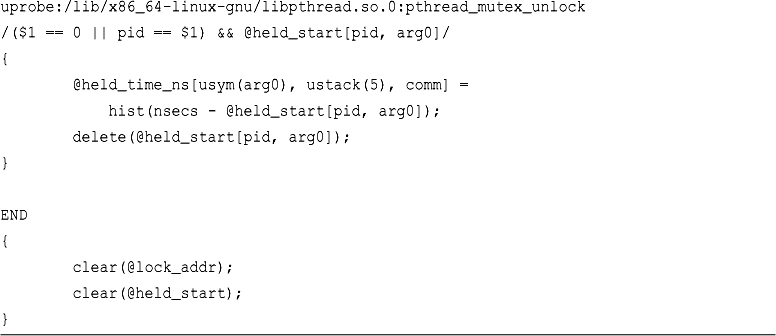 uprobe:/lib/x86_64-linux-gnu/libpthread.so.0:pthread_mutex_unlock
/($1 == 0 || pid == $1) && @held_start[pid, arg0]/
{
        @held_time_ns[usym(arg0), ustack(5), comm] =
            hist(nsecs - @held_start[pid, arg0]);
        delete(@held_start[pid, arg0]);
}

END
{
        clear(@lock_addr);
        clear(@held_start);
}